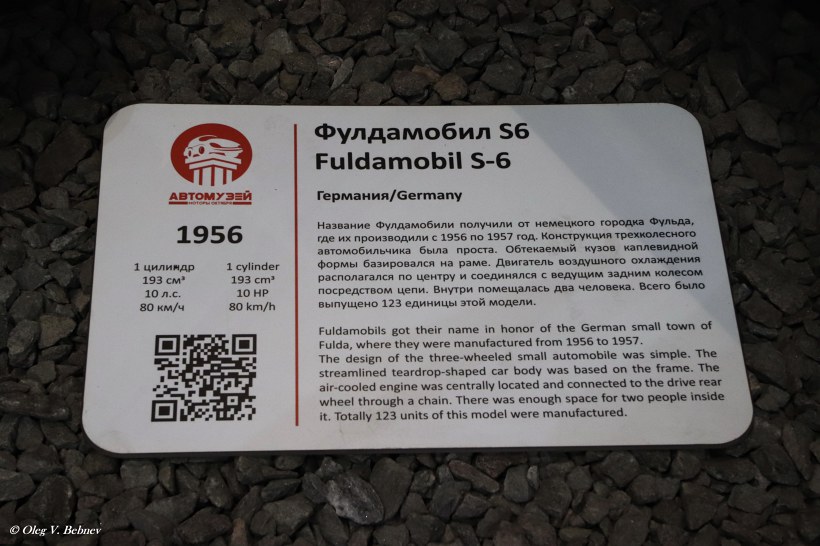 Фулдамобил S6
Fuldamobil S-6
Германия/Germany
АВТОМУЗЕЙ
МОТОРЫ ОКТЯБРЯ
1956
1 цилиндр 1 cylinder
193 см³ 193 cm³
10 л.с. 10 HP
80 км/ч 80 km/h
Название Фулдамобили получили от немецкого городка Фульда,
где их производили с 1956 по 1957 год. Конструкция трехколесного
автомобильчика была проста. Обтекаемый кузов каплевидной
формы базировался на раме. Двигатель воздушного охлаждения
располагался по центру и соединялся с ведущим задним колесом
посредством цепи. Внутри помещалась два человека. Всего было
выпущено 123 единицы этой модели.
Fuldamobils got their name in honor of the German small town of
Fulda, where they were manufactured from 1956 to 1957.
The design of the three-wheeled small automobile was simple. The
streamlined teardrop-shaped car body was based on the frame. The
air-cooled engine was centrally located and connected to the drive rear
wheel through a chain. There was enough space for two people inside
it. Totally 123 units of this model were manufactured.
© Oleg V. Bebnev